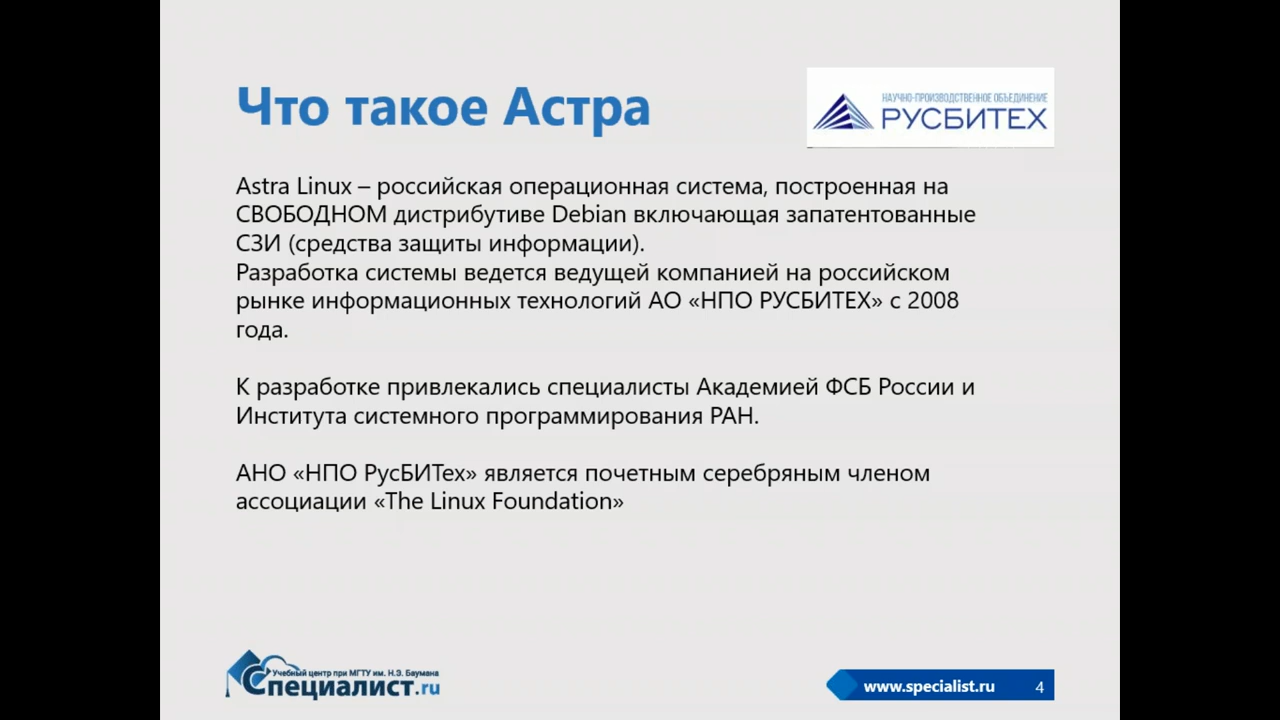 Что такое Астра
НАУЧНО-ПРОИЗВОДСТВЕННОЕ ОБЪЕДИНЕНИЕ
РУСБИТЕХ
Astra Linux – российская операционная система, построенная на
СВОБОДНОМ дистрибутиве Debian включающая запатентованные
СЗИ (средства защиты информации).
Разработка системы ведется ведущей компанией на российском
рынке информационных технологий АО «НПО РУСБИТЕХ» с 2008
года.
К разработке привлекались специалисты Академией ФСБ России и
Института системного программирования РАН.
АНО «НПО РусБИТех» является почетным серебряным членом
ассоциации «The Linux Foundation»
Учебный центр при МГТУ им. Н.Э. Баумана
Специалист.ru
www.specialist.ru 4